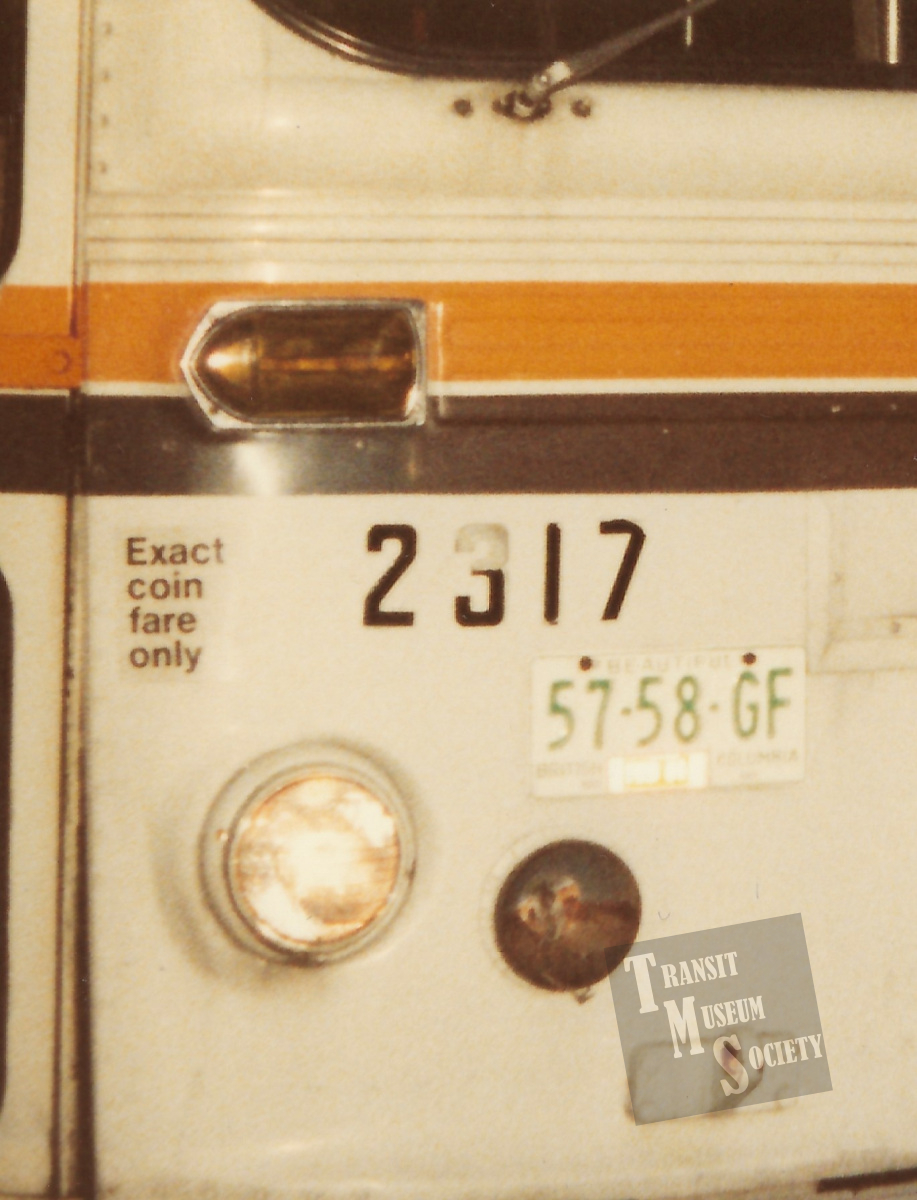 Exact
coin
fare
only
2317
BEAUTIFUL
57-58-GF
BRITISH COLUMBIA
TRANSIT
MUSEUM
SOCIETY